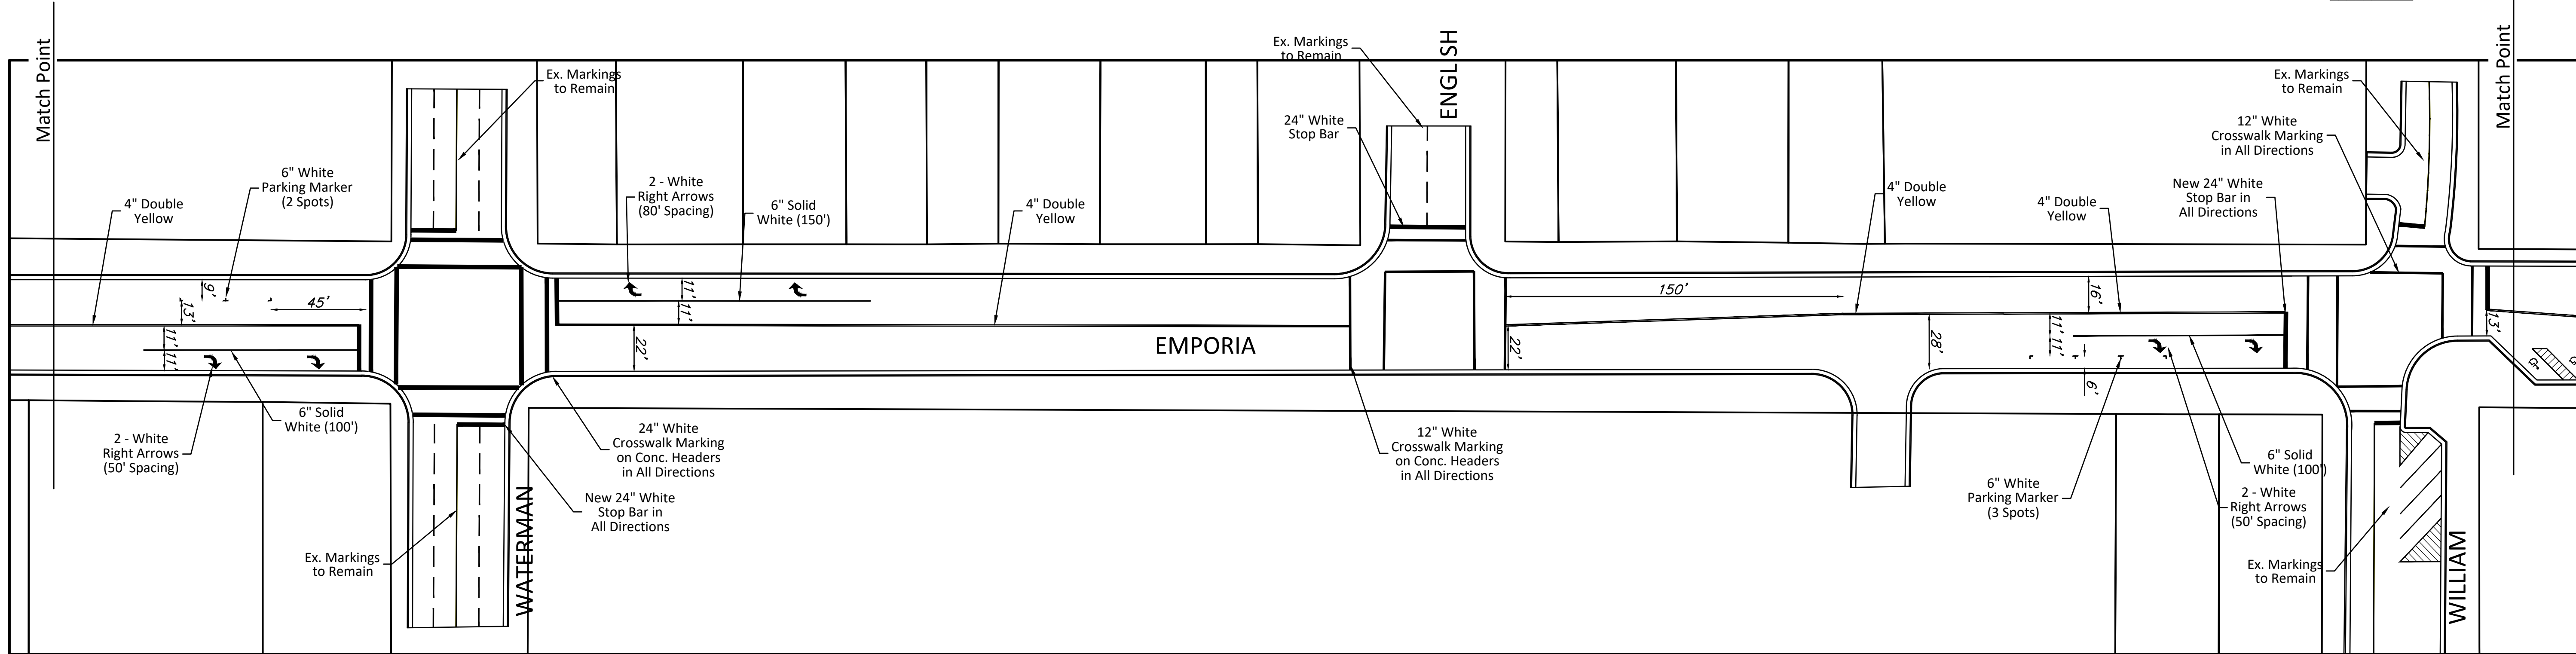 Match Point
4" Double
Yellow
6" White
Parking Marker
(2 Spots)
9'
13'
45'
11'
11'
2 - White
Right Arrows
(50' Spacing)
6" Solid
White (100')
Ex. Markings
to Remain
Ex. Markings
to Remain
WATERMAN
2 - White
Right Arrows
(80' Spacing)
6" Solid
White (150')
11'
11'
22'
4" Double
Yellow
24" White
Crosswalk Marking
on Conc. Headers
in All Directions
New 24" White
Stop Bar in
All Directions
EMPORIA
Ex. Markings
to Remain
ENGLISH
24" White
Stop Bar
12" White
Crosswalk Marking
on Conc. Headers
in All Directions
22'
150'
4" Double
Yellow
28'
4" Double
Yellow
16'
11'
11'
6'
6" White
Parking Marker
(3 Spots)
New 24" White
Stop Bar in
All Directions
12" White
Crosswalk Marking
in All Directions
Ex. Markings
to Remain
6" Solid
White (100')
2 - White
Right Arrows
(50' Spacing)
Ex. Markings
to Remain
WILLIAM
13'
Match Point